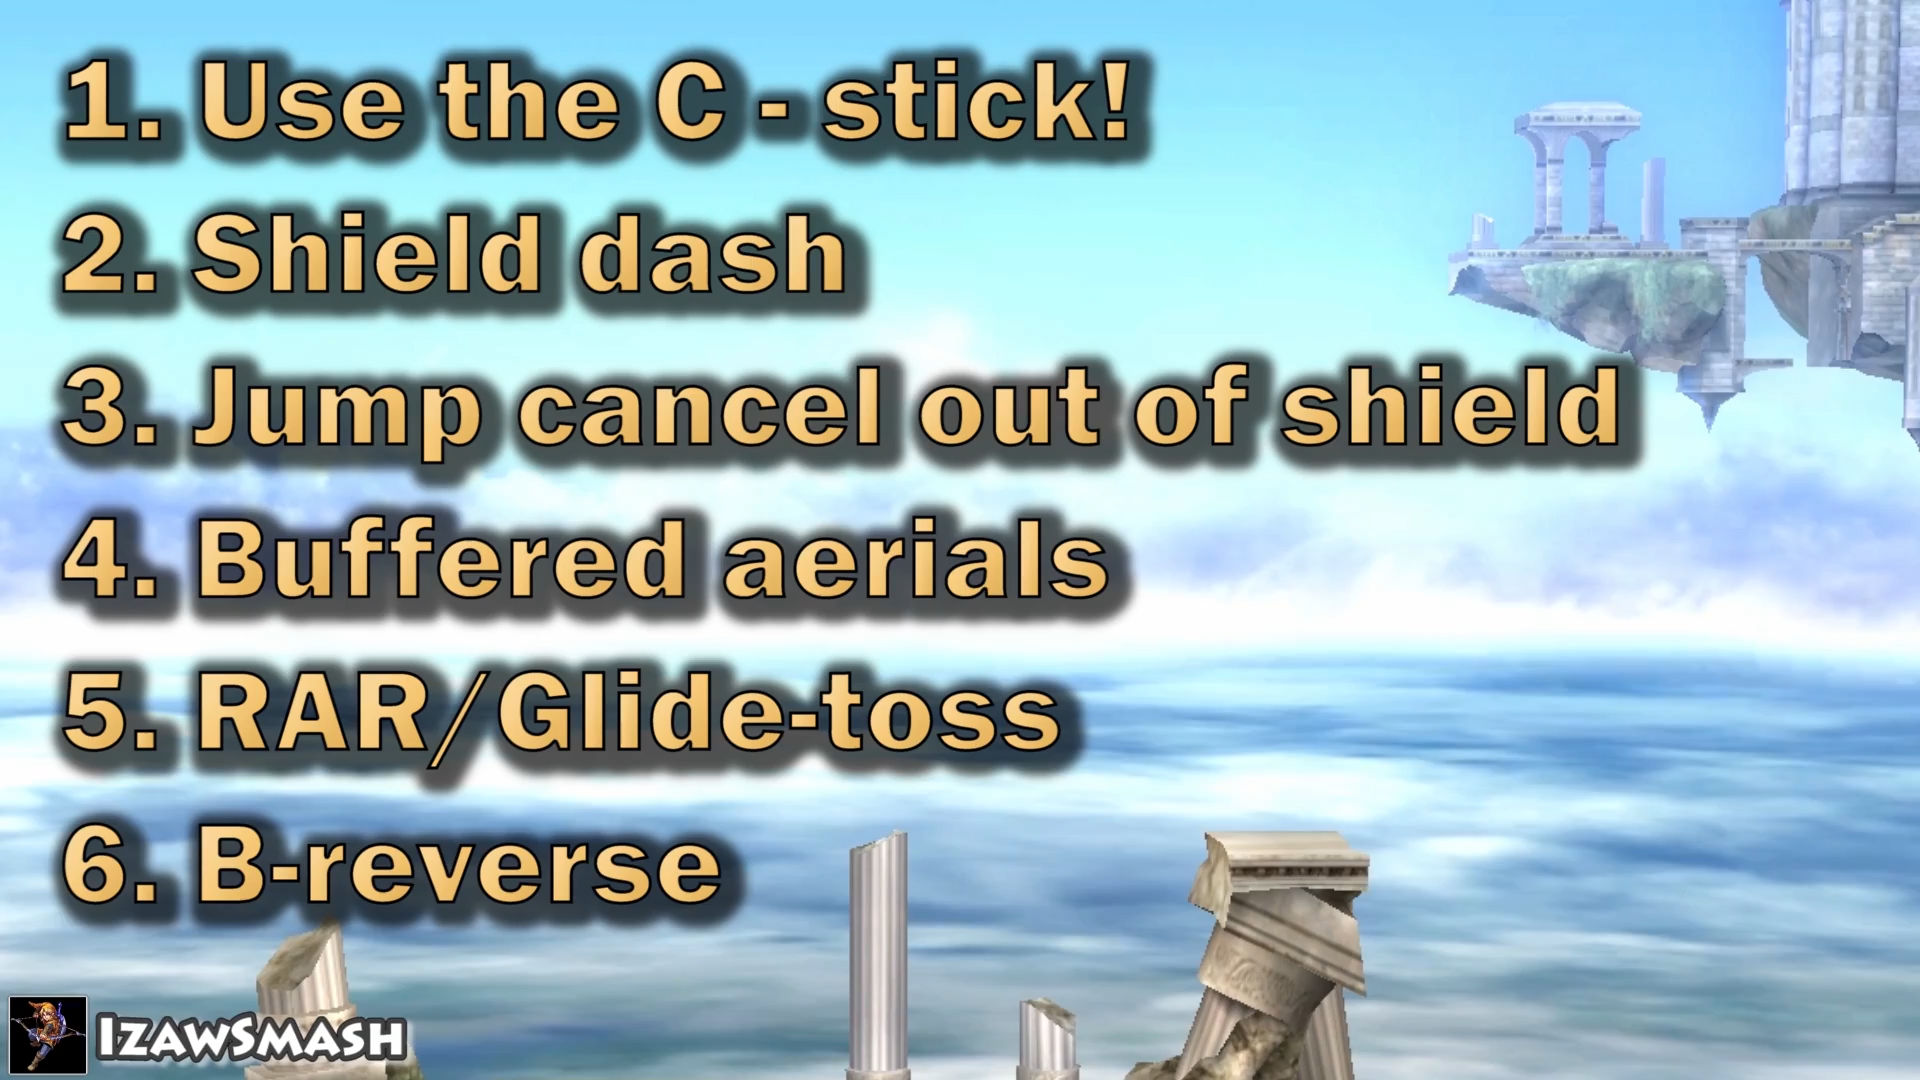 1. Use the C - stick!
2. Shield dash
3. Jump cancel out of shield
4. Buffered aerials
5. RAR/Glide-toss
6. B-reverse
IzawSmash